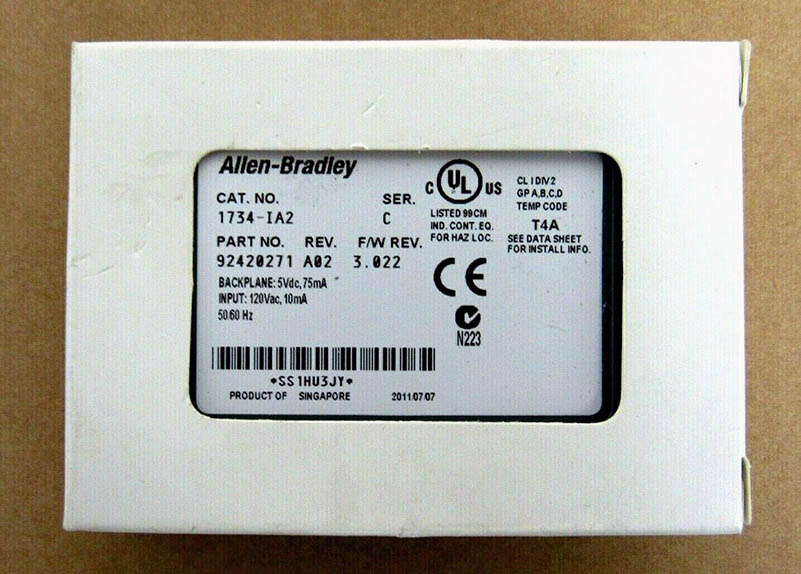 Allen-Bradley
CAT. NO. SER.
1734-IA2 C
PART NO. REV. F/W REV.
92420271 A02 3.022
BACKPLANE: 5Vdc, 75mA
INPUT: 120Vac, 10mA
50/60 Hz
*SS1HU3JY*
PRODUCT OF SINGAPORE 2011/07/07
C UL US
LISTED 99CM
IND. CONT. EQ.
FOR HAZ LOC.
CL I DIV 2
GP A,B,C,D
TEMP CODE
T4A
SEE DATA SHEET
FOR INSTALL INFO.
CE
N223